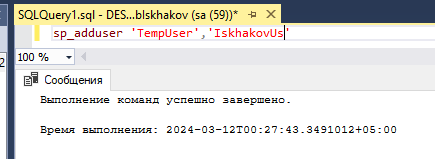 SQLQuery1.sql - DES...blskhakov (sa (59))*
sp_adduser 'TempUser','IskhakovUs'
100 %
Сообщения
Выполнение команд успешно завершено.
Время выполнения: 2024-03-12T00:27:43.3491012+05:00